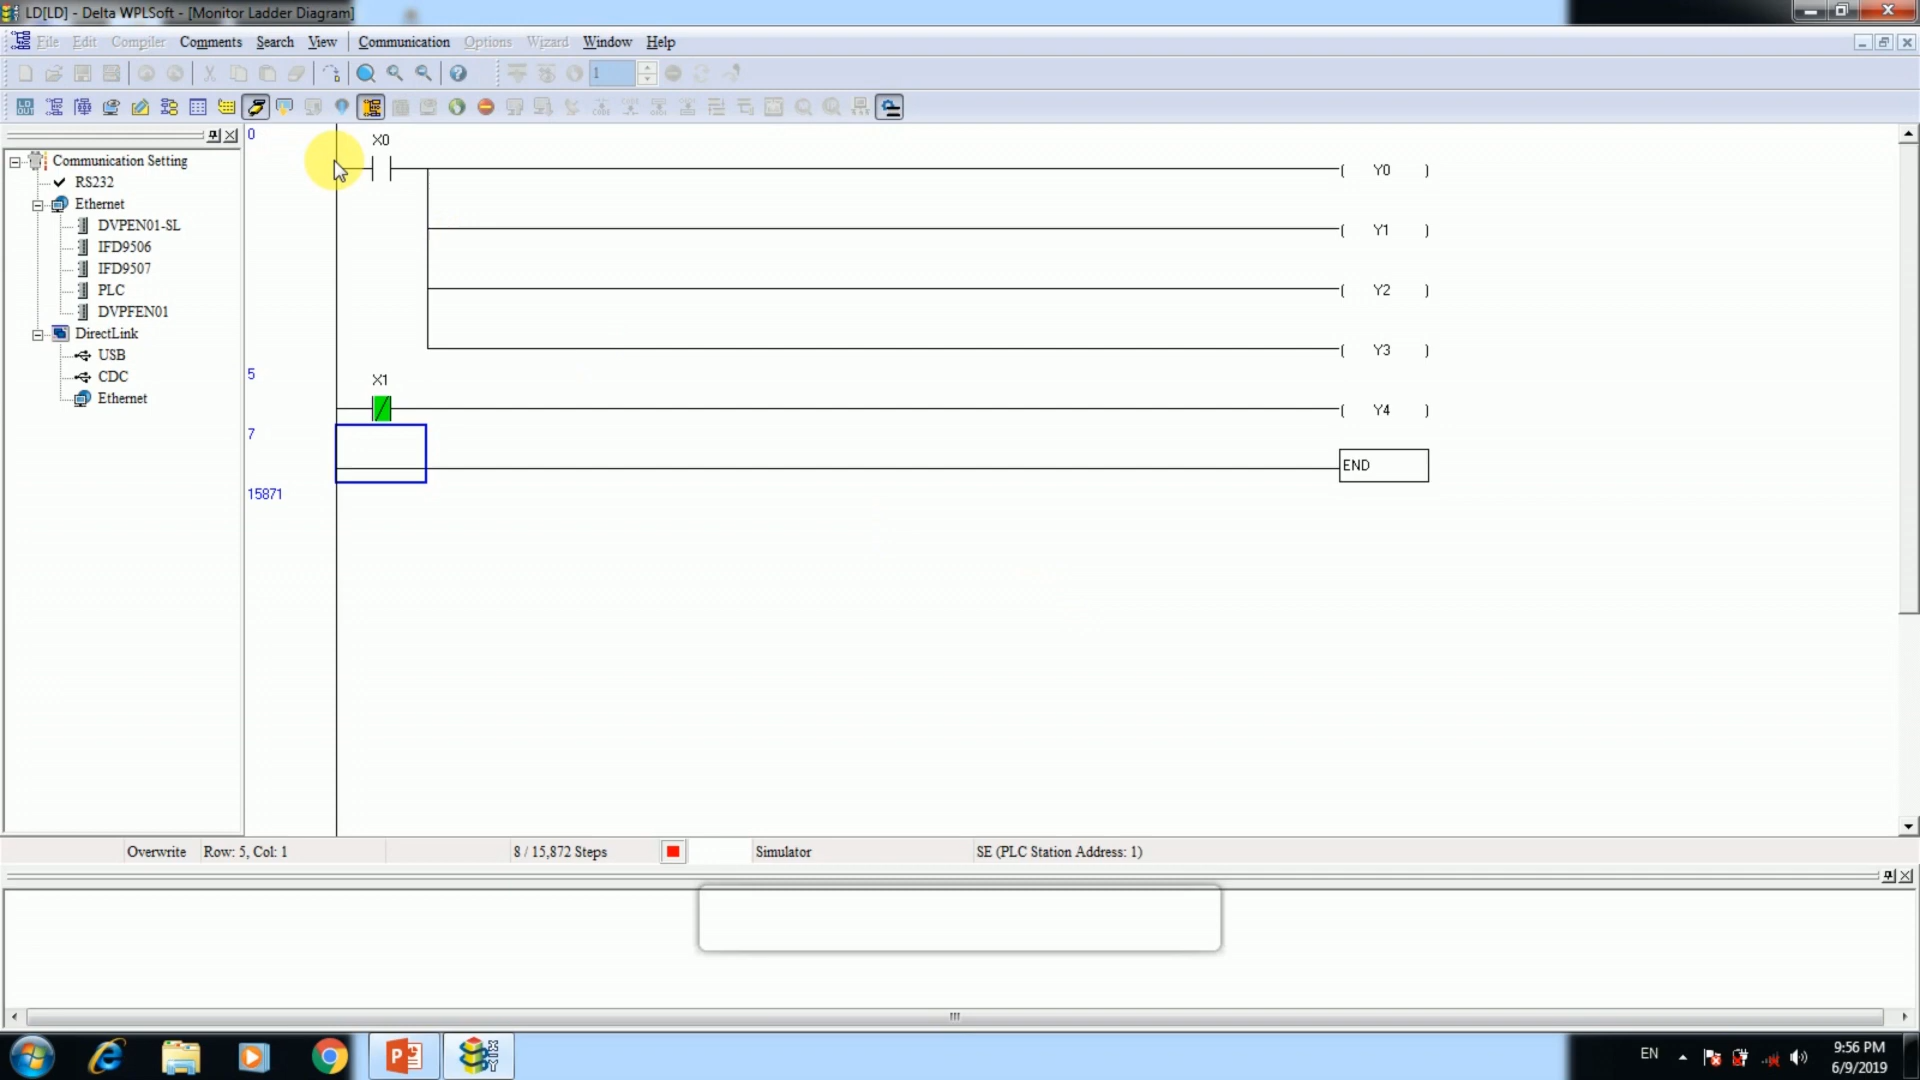 LD[LD] - Delta WPLSoft - [Monitor Ladder Diagram]
File Edit Compiler Comments Search View Communication Options Wizard Window Help
1
Communication Setting
RS232
Ethernet
DVPEN01-SL
IFD9506
IFD9507
PLC
DVPFEN01
DirectLink
USB
CDC
Ethernet
0
X0
( Y0 )
( Y1 )
( Y2 )
( Y3 )
5
X1
( Y4 )
7
END
15871
Overwrite Row: 5, Col: 1 8 / 15,872 Steps Simulator SE (PLC Station Address: 1)
EN
9:56 PM
6/9/2019